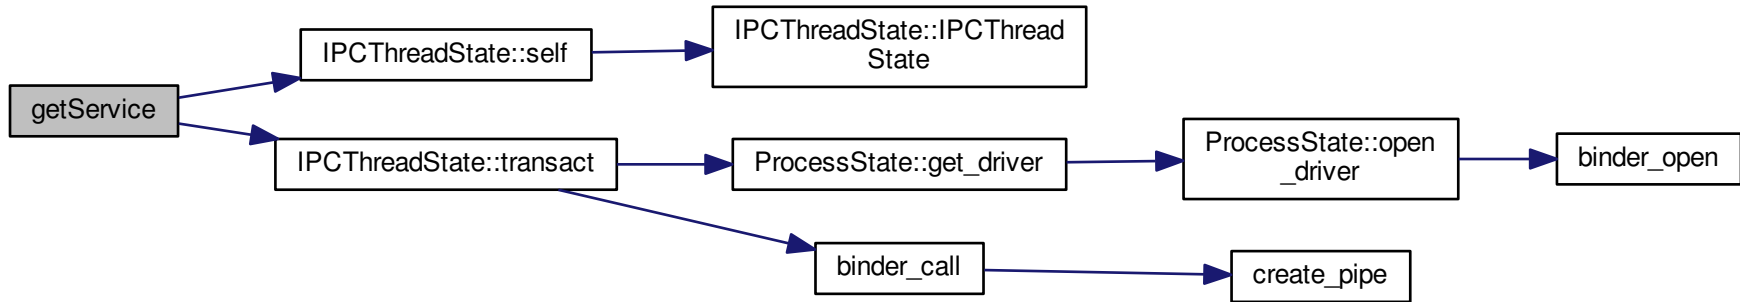 IPCThreadState::IPCThread
State
IPCThreadState::self
getService
IPCThreadState::transact
ProcessState::get_driver
ProcessState::open
_driver
binder_open
binder_call
create_pipe